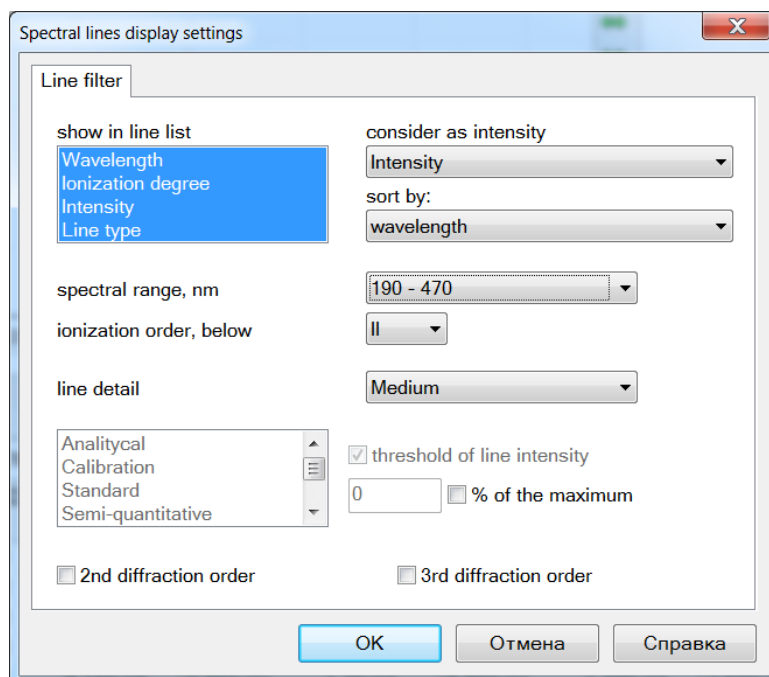 Spectral lines display settings
X
Line filter
show in line list
Wavelength
Ionization degree
Intensity
Line type
consider as intensity
Intensity
sort by:
wavelength
spectral range, nm
190 - 470
ionization order, below
II
line detail
Medium
Analitycal
Calibration
Standard
Semi-quantitative
threshold of line intensity
0
% of the maximum
2nd diffraction order
3rd diffraction order
OK
Отмена
Справка